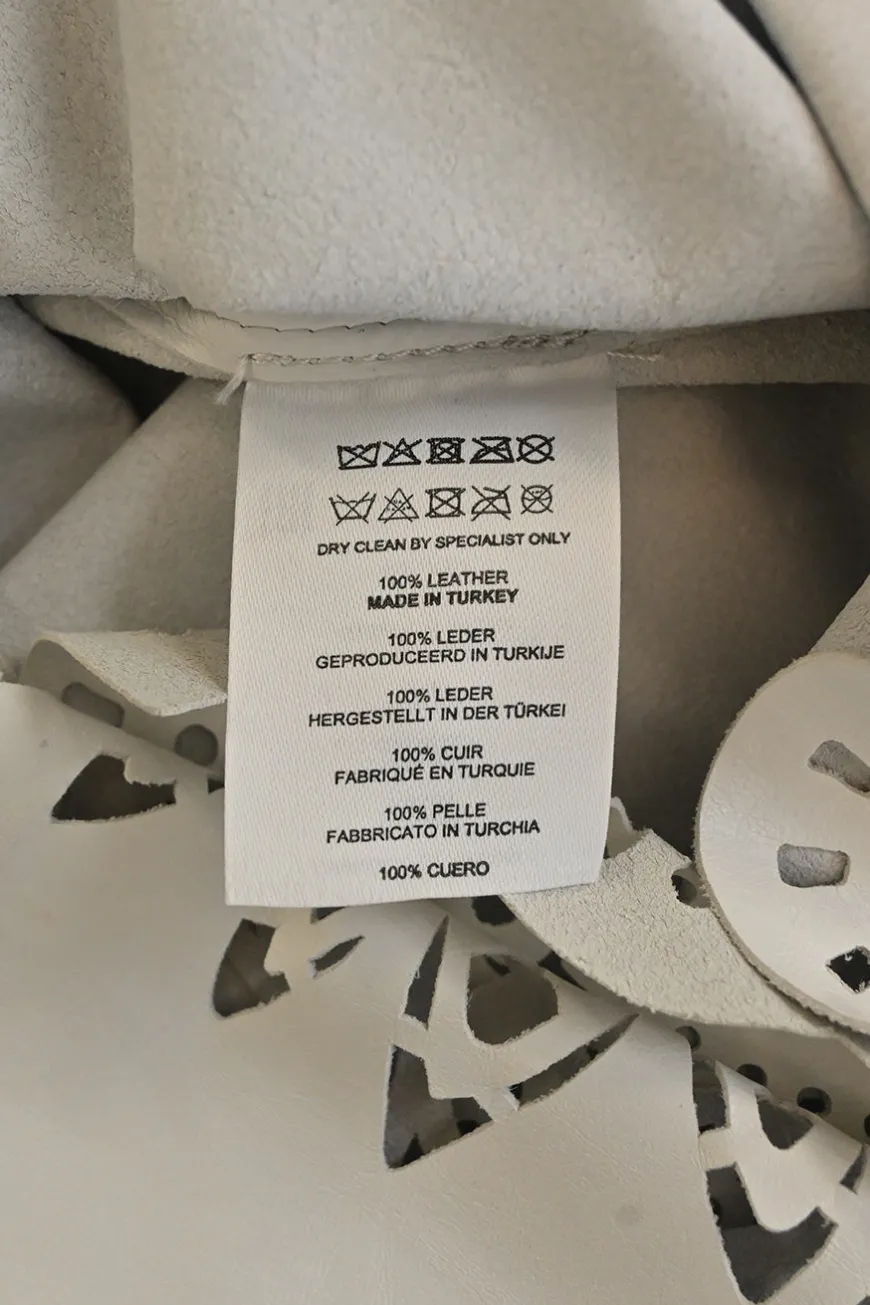 DRY CLEAN BY SPECIALIST ONLY
100% LEATHER
MADE IN TURKEY
100% LEDER
GEPRODUCEERD IN TURKIJE
100% LEDER
HERGESTELLT IN DER TÜRKEI
100% CUIR
FABRIQUÉ EN TURQUIE
100% PELLE
FABBRICATO IN TURCHIA
100% CUERO